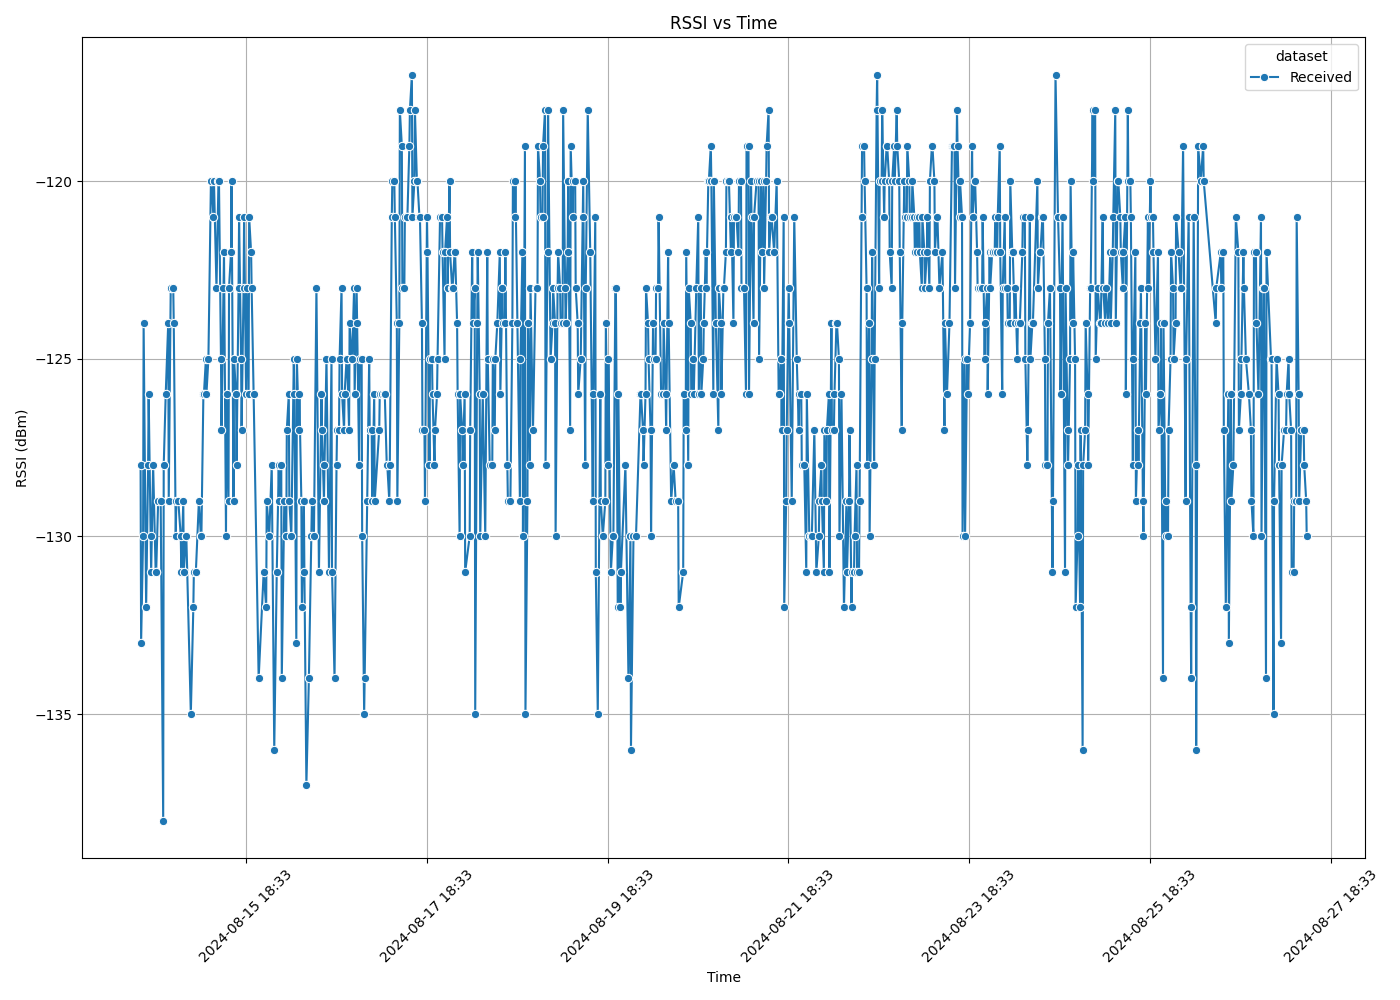 RSSI vs Time
dataset
Received
RSSI (dBm)
−120
−125
−130
−135
2024-08-15 18:33
2024-08-17 18:33
2024-08-19 18:33
2024-08-21 18:33
2024-08-23 18:33
2024-08-25 18:33
2024-08-27 18:33
Time